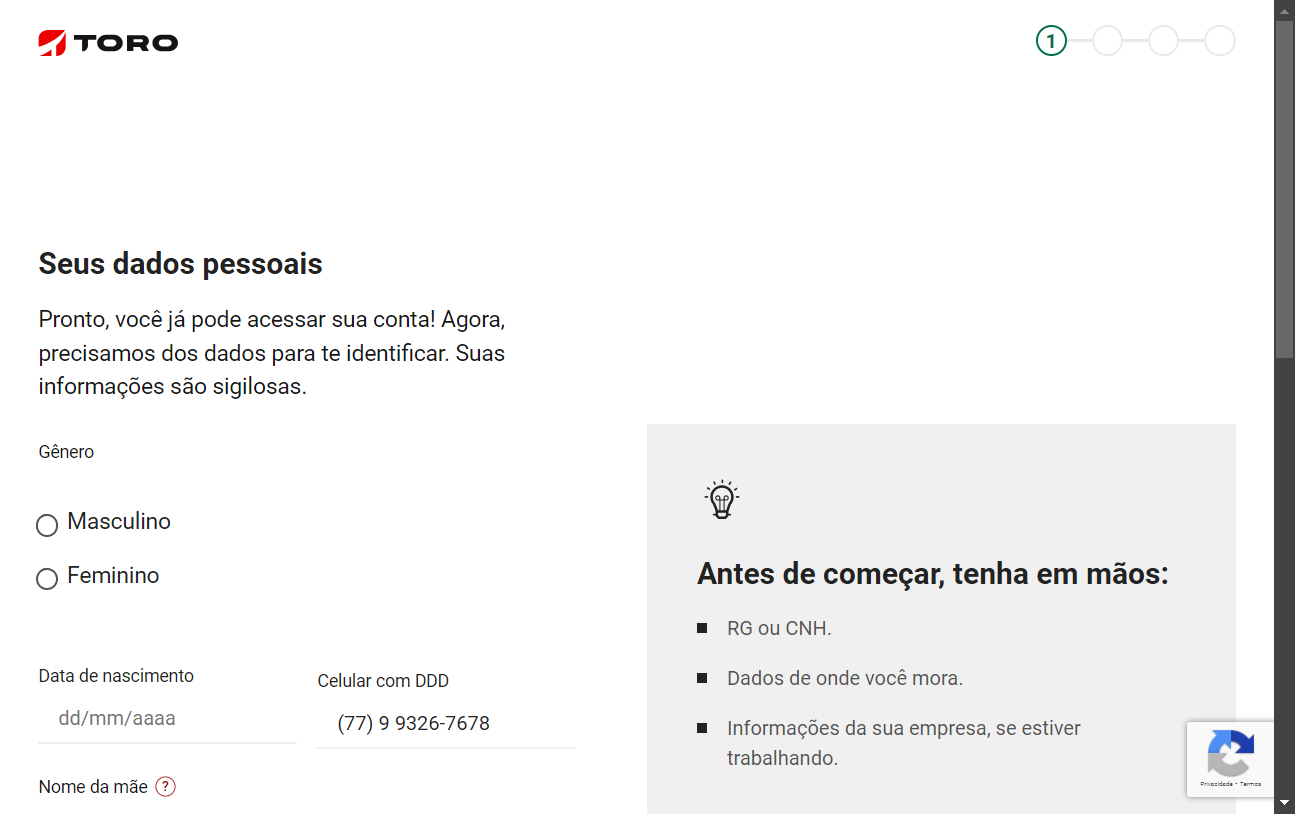 TORO
1
Seus dados pessoais
Pronto, você já pode acessar sua conta! Agora,
precisamos dos dados para te identificar. Suas
informações são sigilosas.
Gênero
Masculino
Feminino
Data de nascimento
dd/mm/aaaa
Celular com DDD
(77) 9 9326-7678
Nome da mãe ?
Antes de começar, tenha em mãos:
RG ou CNH.
Dados de onde você mora.
Informações da sua empresa, se estiver
trabalhando.
Privacidade - Termos